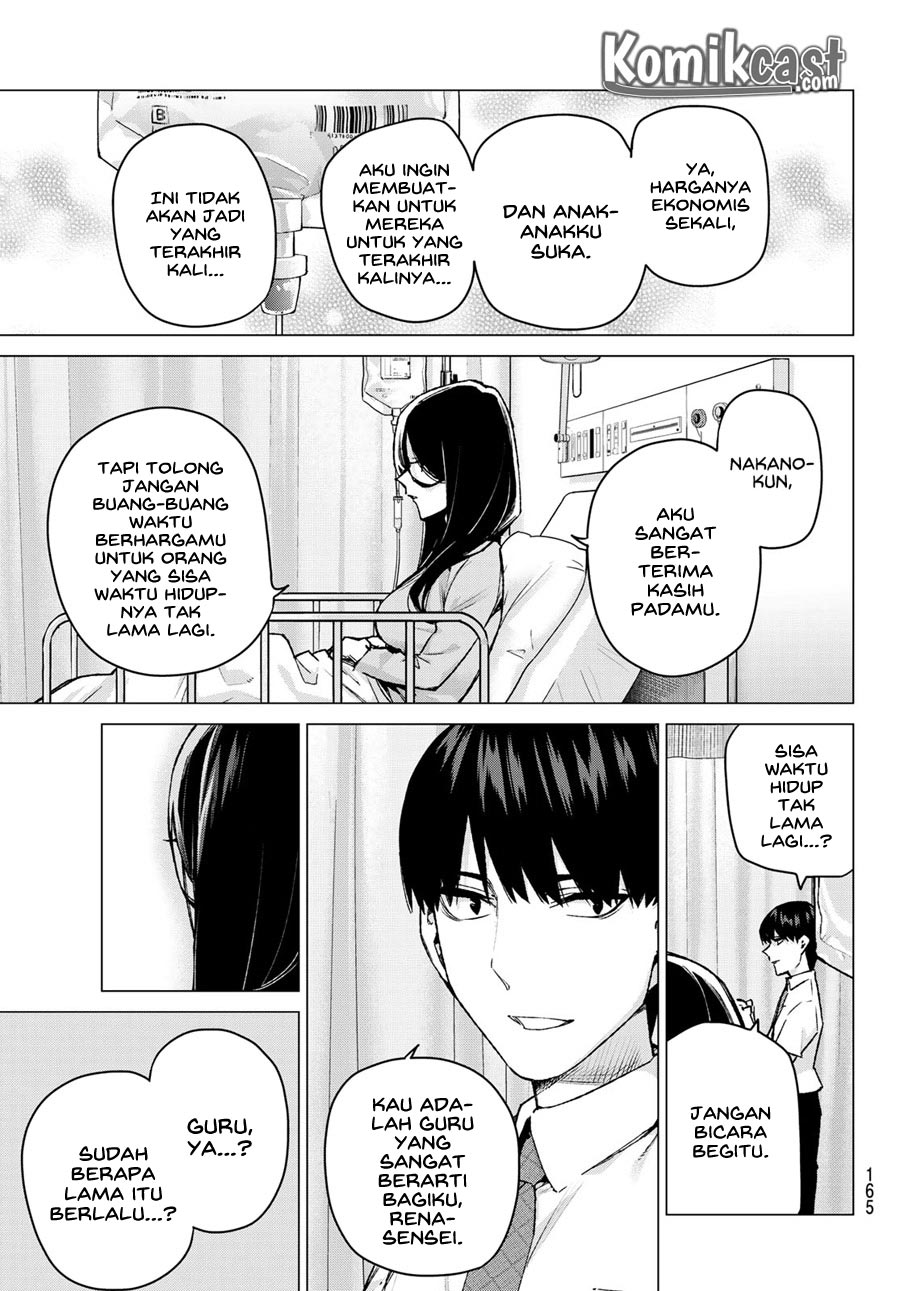 Komikcast
.com
B
YA,
HARGANYA
EKONOMIS
SEKALI,
DAN ANAK-
ANAKKU
SUKA.
AKU INGIN
MEMBUAT-
KAN UNTUK
MEREKA
UNTUK YANG
TERAKHIR
KALINYA...
INI TIDAK
AKAN JADI
YANG
TERAKHIR
KALI...
NAKANO-
KUN,
AKU
SANGAT
BER-
TERIMA
KASIH
PADAMU.
TAPI TOLONG
JANGAN
BUANG-BUANG
WAKTU
BERHARGAMU
UNTUK ORANG
YANG SISA
WAKTU HIDUP-
NYA TAK
LAMA LAGI.
SISA
WAKTU
HIDUP
TAK
LAMA
LAGI...?
JANGAN
BICARA
BEGITU.
KAU ADA-
LAH GURU
YANG
SANGAT
BERARTI
BAGIKU,
RENA-
SENSEI.
GURU,
YA...?
SUDAH
BERAPA
LAMA ITU
BERLALU...?
165